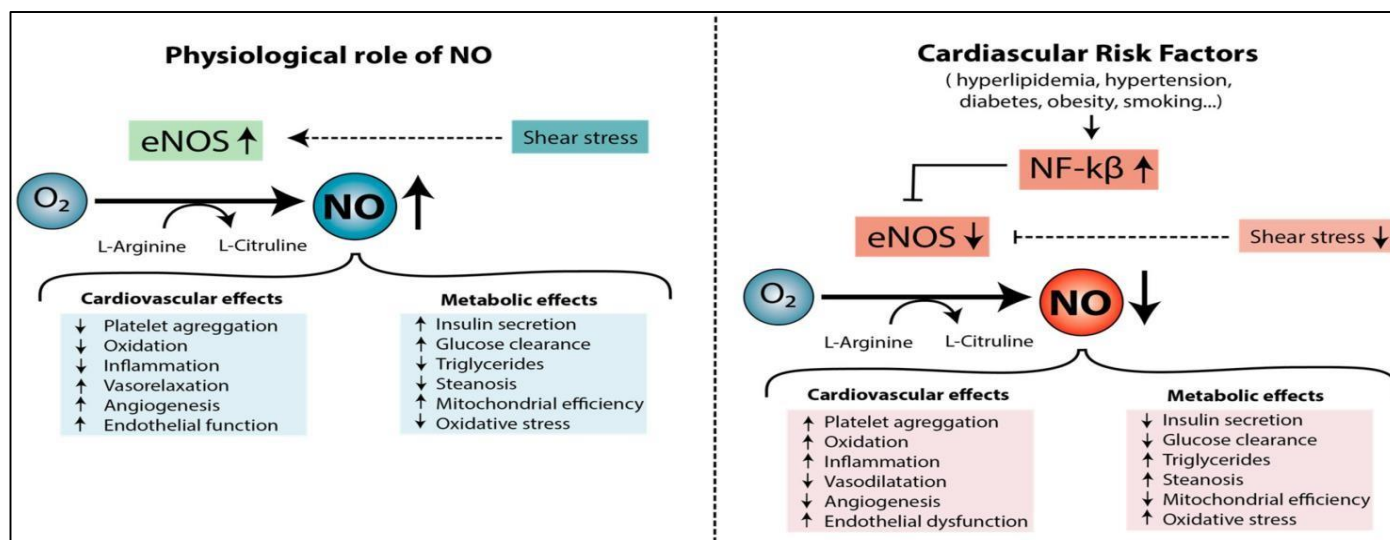 Physiological role of NO
eNOS ↑
Shear stress
O₂
NO ↑
L-Arginine L-Citruline
Cardiovascular effects
↓ Platelet agreggation
↓ Oxidation
↓ Inflammation
↑ Vasorelaxation
↑ Angiogenesis
↑ Endothelial function
Metabolic effects
↑ Insulin secretion
↑ Glucose clearance
↓ Triglycerides
↓ Steanosis
↑ Mitochondrial efficiency
↓ Oxidative stress
Cardiascular Risk Factors
( hyperlipidemia, hypertension,
diabetes, obesity, smoking...)
NF-kβ ↑
eNOS ↓
Shear stress ↓
O₂
NO ↓
L-Arginine L-Citruline
Cardiovascular effects
↑ Platelet agreggation
↑ Oxidation
↑ Inflammation
↓ Vasodilatation
↓ Angiogenesis
↑ Endothelial dysfunction
Metabolic effects
↓ Insulin secretion
↓ Glucose clearance
↑ Triglycerides
↑ Steanosis
↓ Mitochondrial efficiency
↑ Oxidative stress